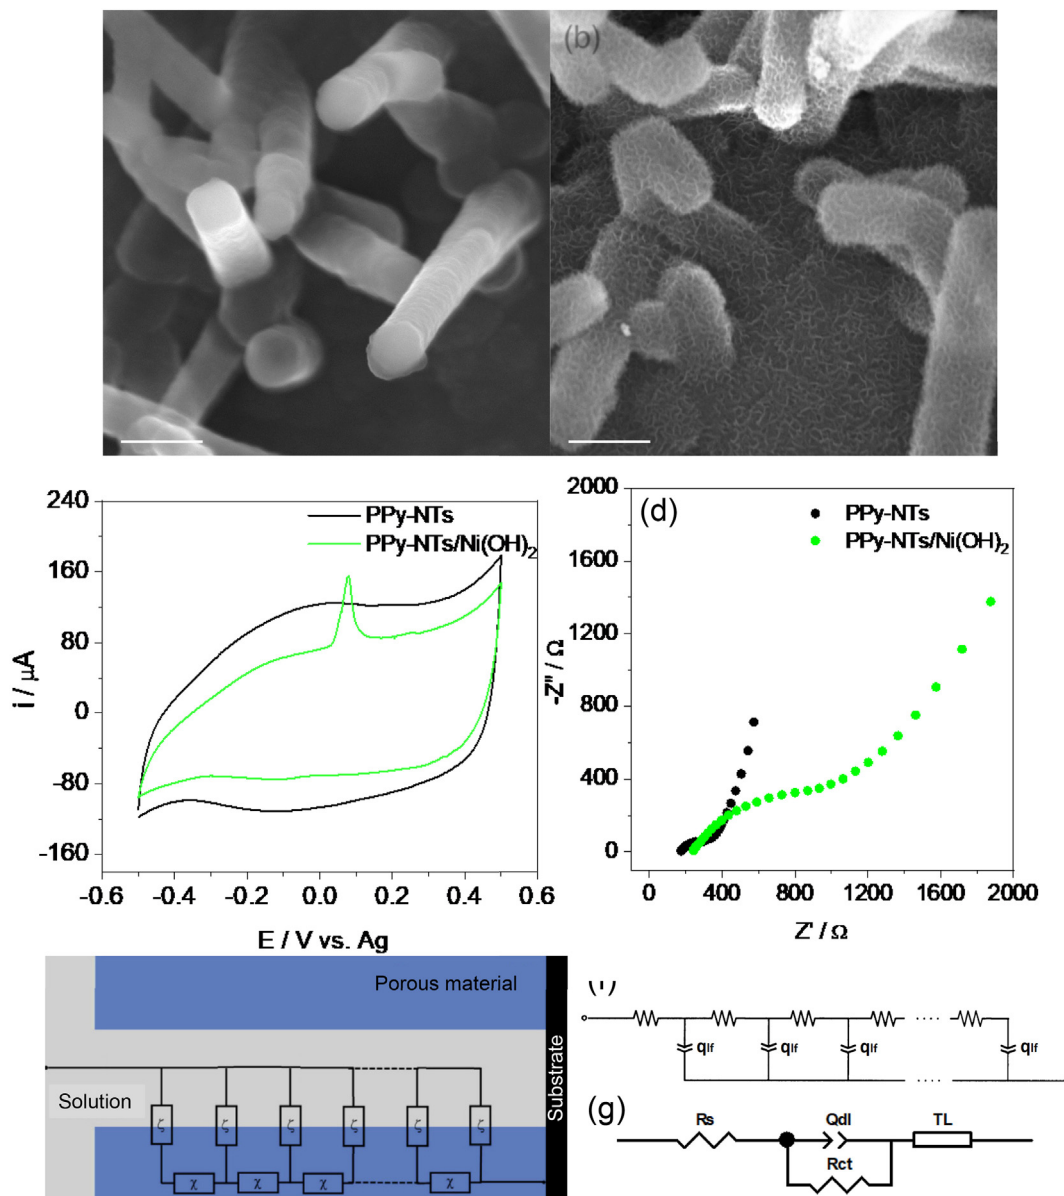 (b)
240
160
80
0
-80
-160
i / μA
PPy-NTs
PPy-NTs/Ni(OH)2
-0.6
-0.4
-0.2
0.0
0.2
0.4
0.6
E / V vs. Ag
(d)
2000
1600
1200
800
400
0
-Z" / Ω
PPy-NTs
PPy-NTs/Ni(OH)2
0
400
800
1200
1600
2000
Z' / Ω
Porous material
Solution
Substrate
ζ ζ ζ ζ ζ ζ
χ χ χ χ
qlf qlf qlf qlf
(g)
Rs Qdl TL
Rct